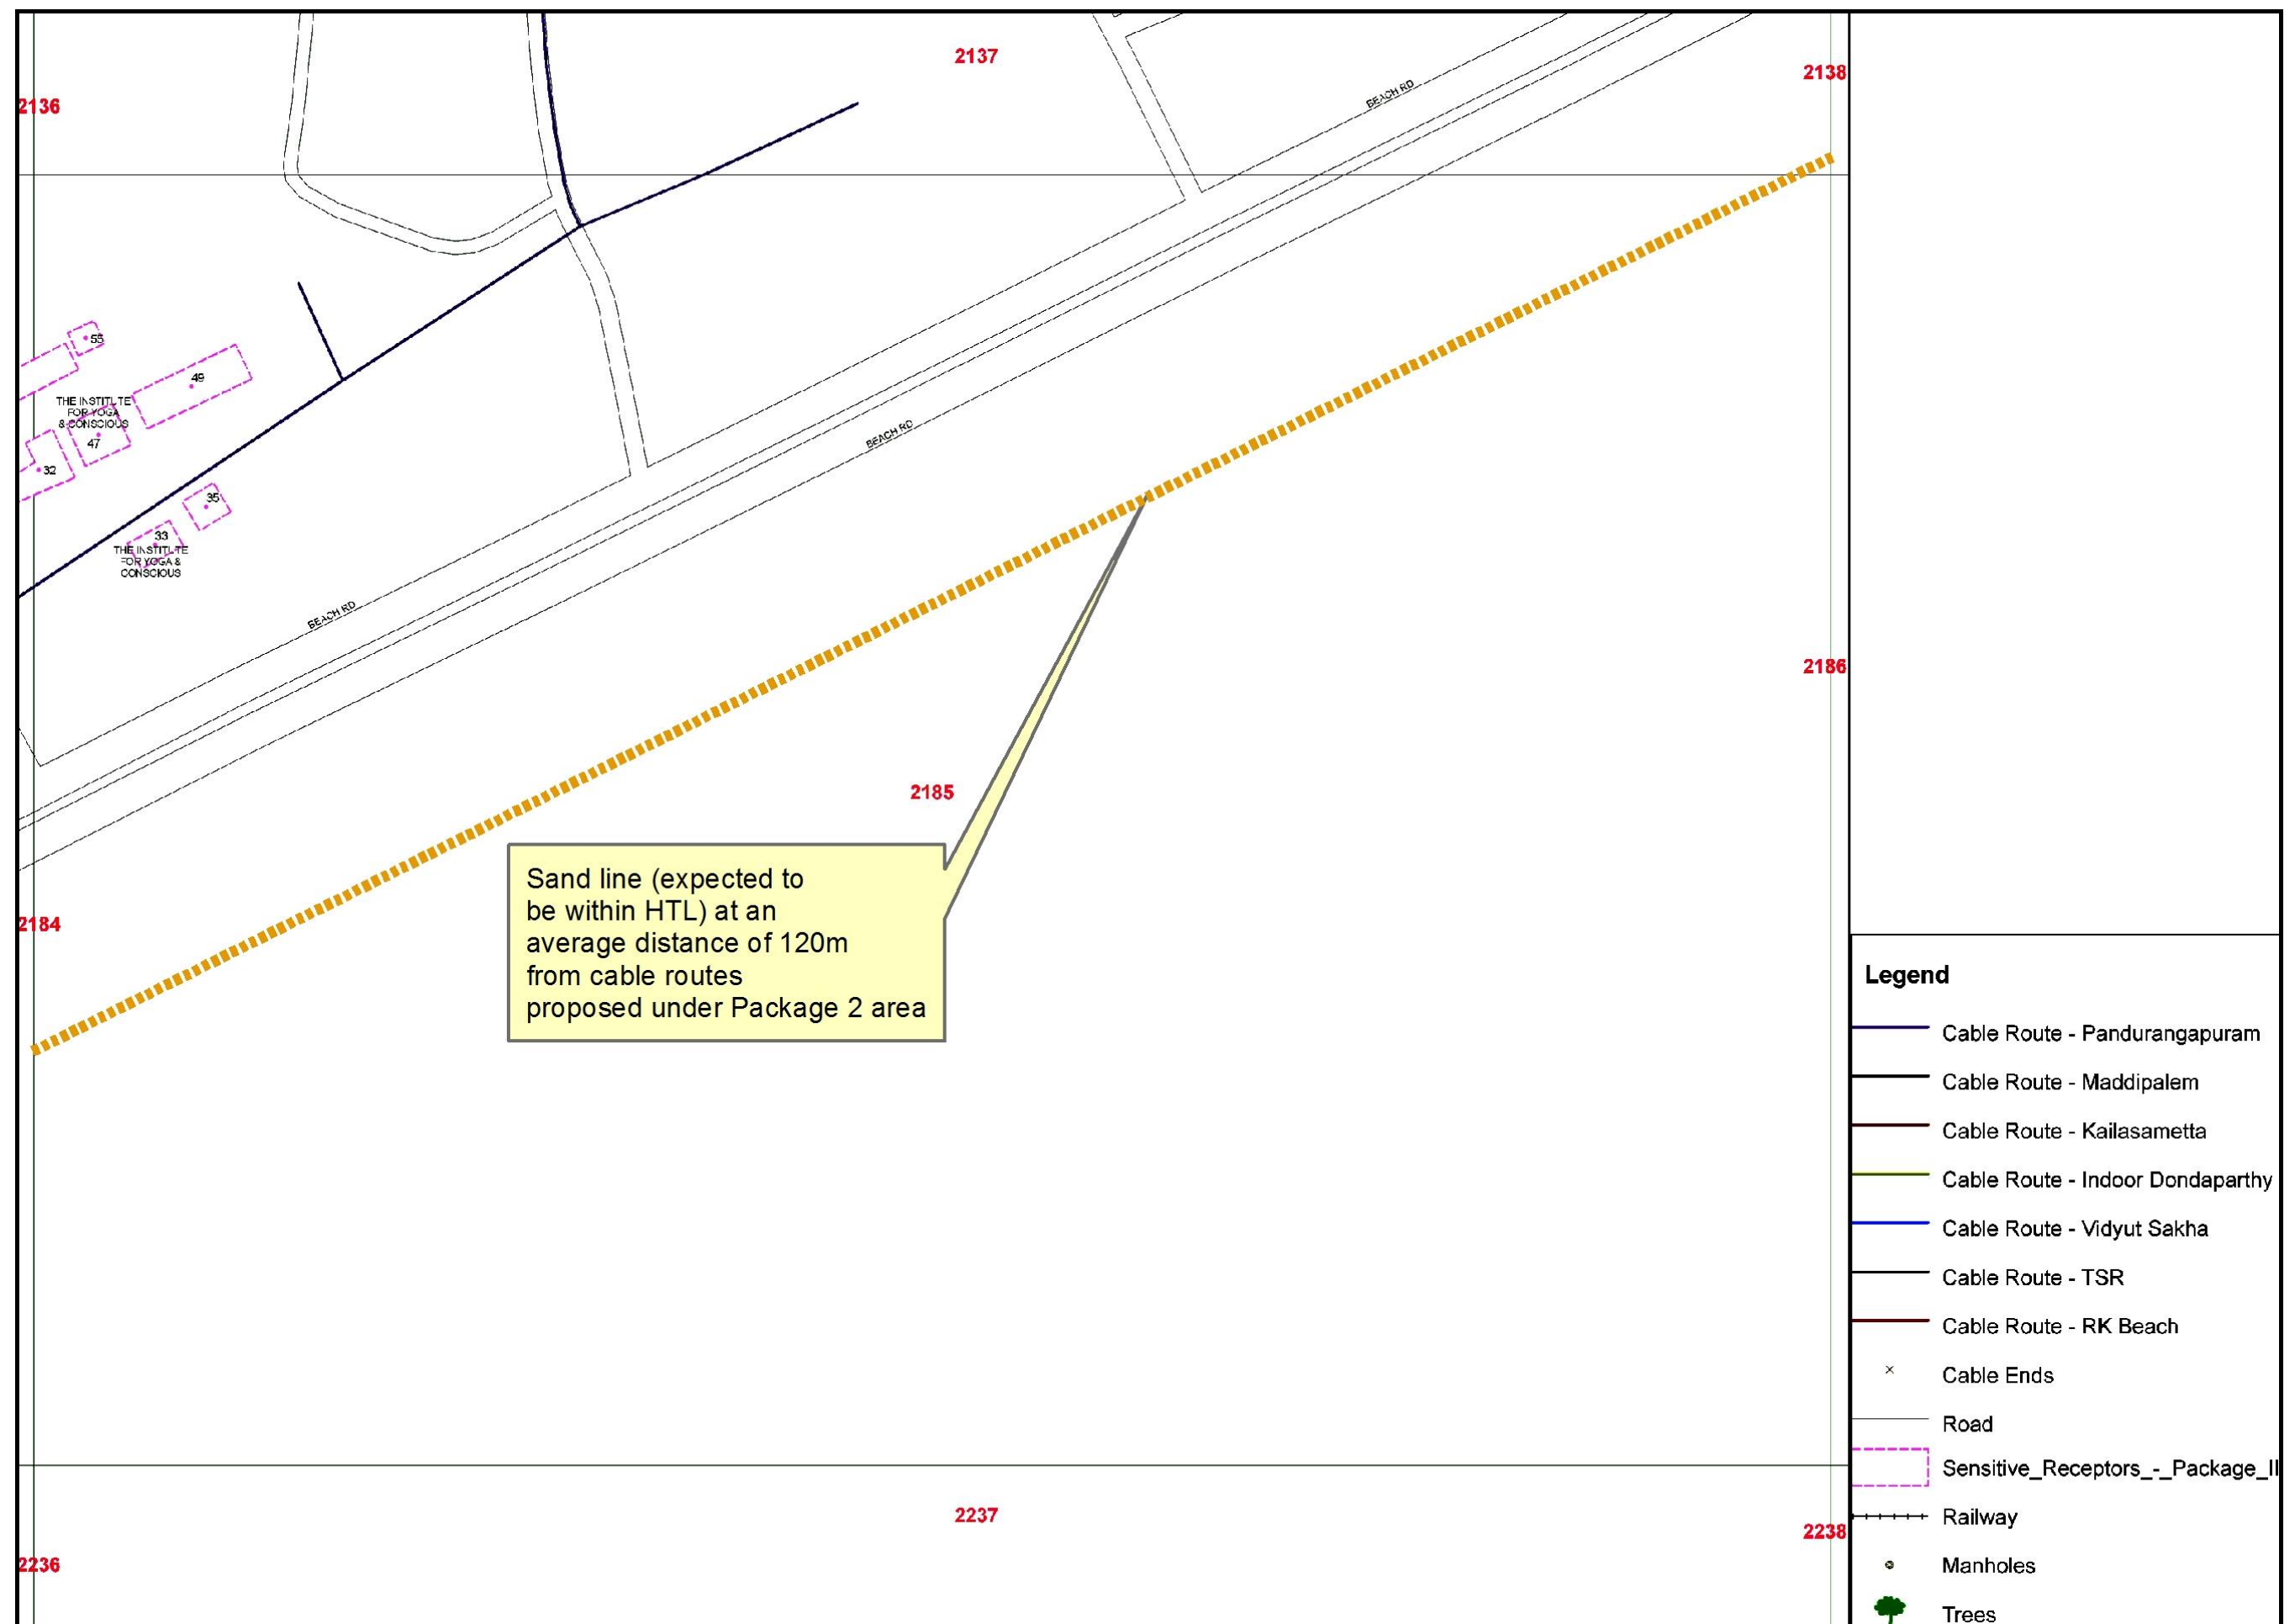 2137
2138
2136
BEACH RD
55
49
THE INSTITUTE
FOR YOGA
& CONSCIOUS
47
32
35
33
THE INSTITUTE
FOR YOGA &
CONSCIOUS
BEACH RD
BEACH RD
2186
2185
2184
Sand line (expected to
be within HTL) at an
average distance of 120m
from cable routes
proposed under Package 2 area
Legend
Cable Route - Pandurangapuram
Cable Route - Maddipalem
Cable Route - Kailasametta
Cable Route - Indoor Dondaparthy
Cable Route - Vidyut Sakha
Cable Route - TSR
Cable Route - RK Beach
Cable Ends
Road
Sensitive_Receptors_-_Package_II
Railway
Manholes
Trees
2237
2238
2236